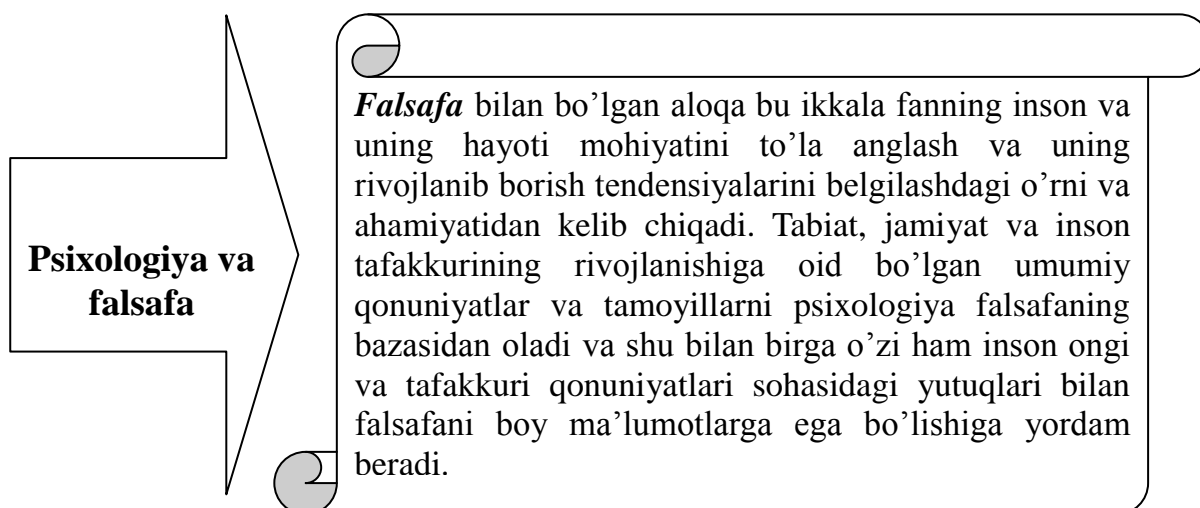 Psixologiya va
falsafa
Falsafa bilan bo’lgan aloqa bu ikkala fanning inson va
uning hayoti mohiyatini to’la anglash va uning
rivojlanib borish tendensiyalarini belgilashdagi o’rni va
ahamiyatidan kelib chiqadi. Tabiat, jamiyat va inson
tafakkurining rivojlanishiga oid bo’lgan umumiy
qonuniyatlar va tamoyillarni psixologiya falsafaning
bazasidan oladi va shu bilan birga o’zi ham inson ongi
va tafakkuri qonuniyatlari sohasidagi yutuqlari bilan
falsafani boy ma’lumotlarga ega bo’lishiga yordam
beradi.